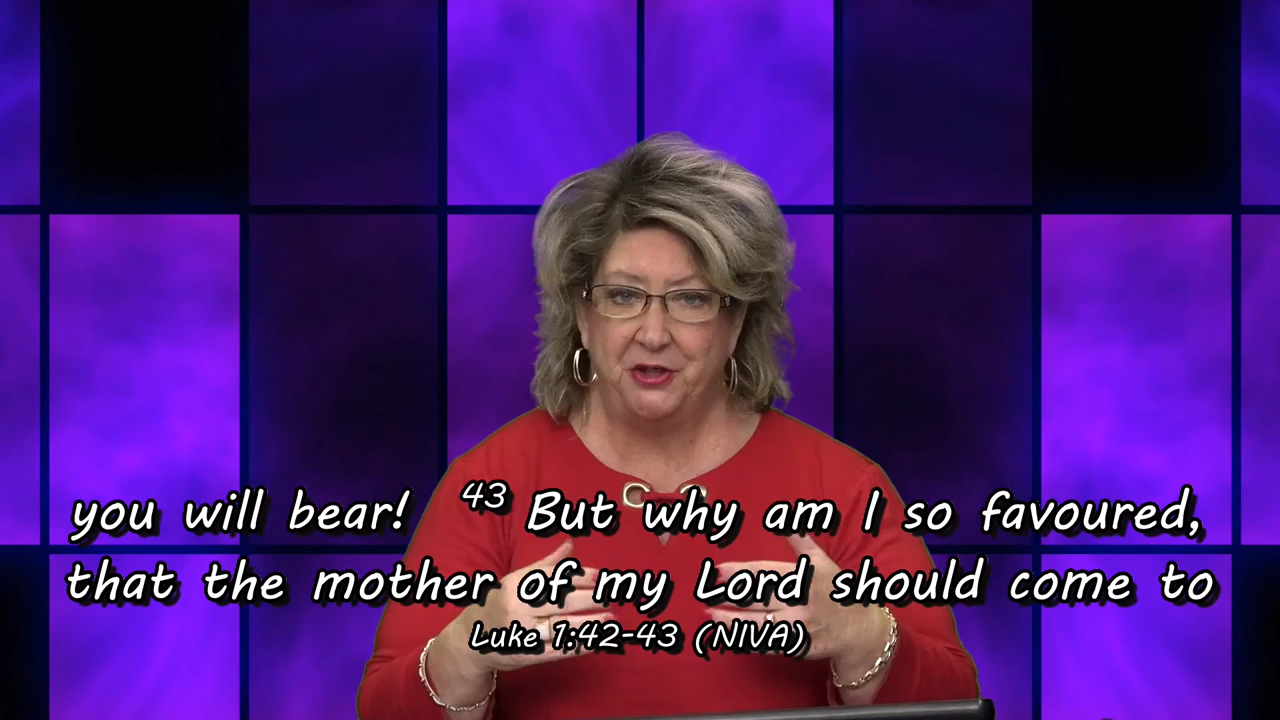 you will bear! 43 But why am I so favoured,
that the mother of my Lord should come to
Luke 1:42-43 (NIVA)